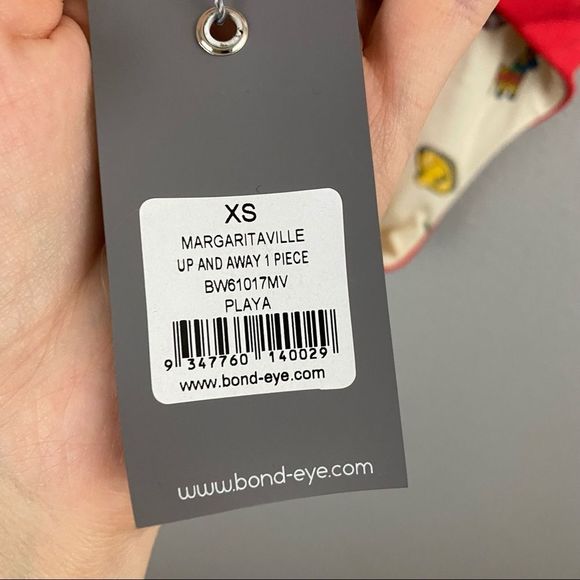 XS
MARGARITAVILLE
UP AND AWAY 1 PIECE
BW61017MV
PLAYA
9 347760 140029
www.bond-eye.com
www.bond-eye.com